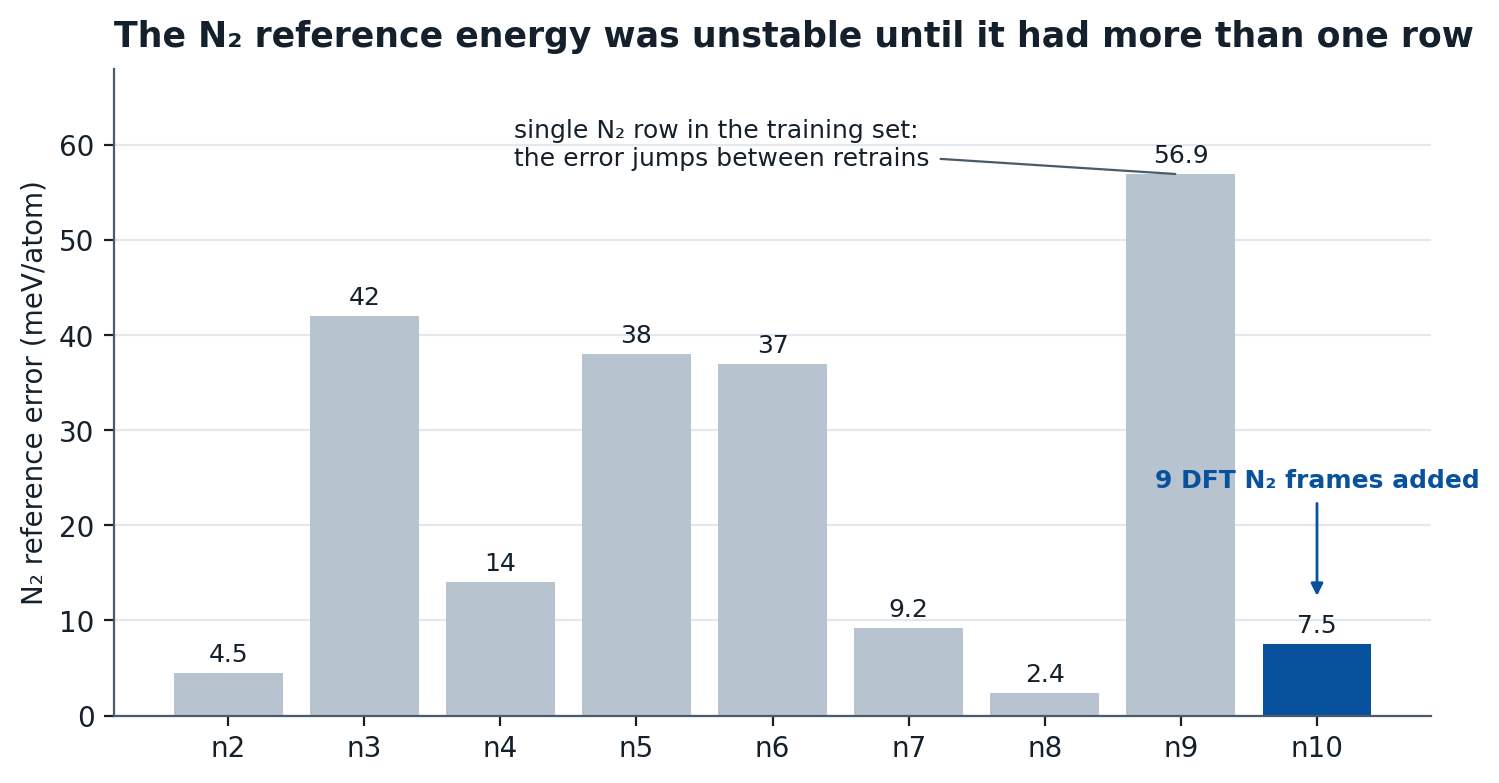 The N₂ reference energy was unstable until it had more than one row
single N₂ row in the training set:
the error jumps between retrains
N₂ reference error (meV/atom)
60
50
40
30
20
10
0
4.5
42
14
38
37
9.2
2.4
56.9
7.5
9 DFT N₂ frames added
n2
n3
n4
n5
n6
n7
n8
n9
n10